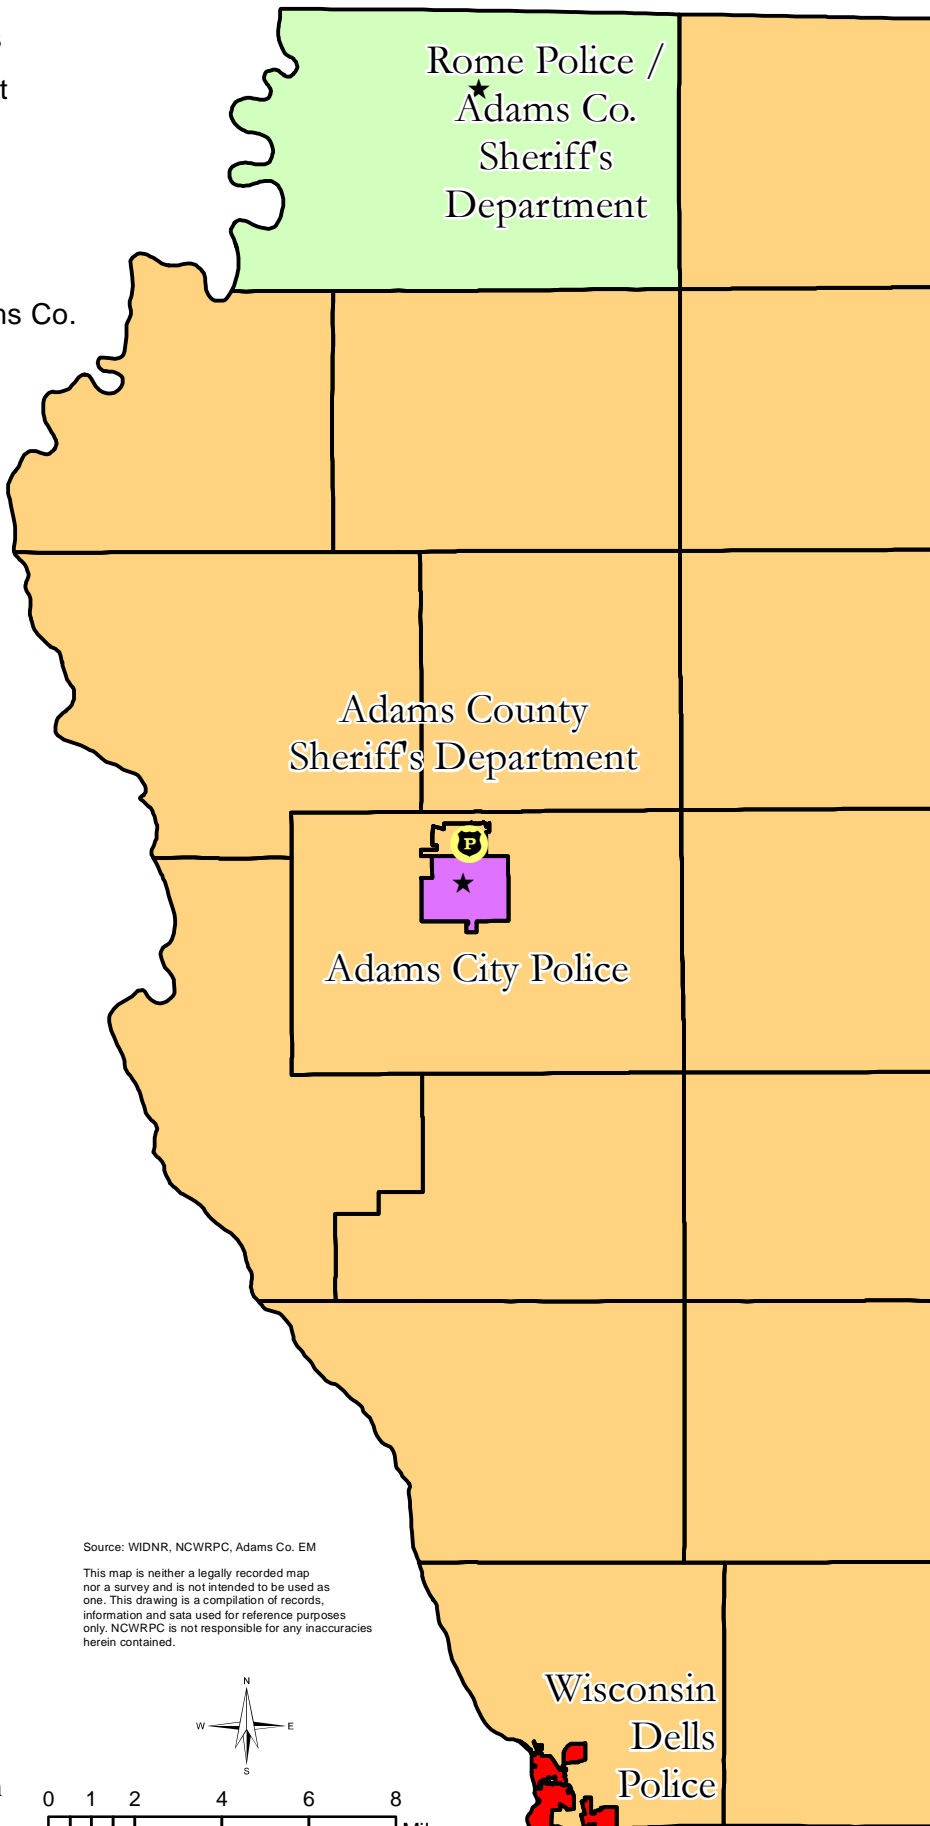 t
Rome Police /
Adams Co.
Sheriff's
Department
ns Co.
Adams County
Sheriff's Department
P
Adams City Police
Source: WIDNR, NCWRPC, Adams Co. EM
This map is neither a legally recorded map
nor a survey and is not intended to be used as
one. This drawing is a compilation of records,
information and sata used for reference purposes
only. NCWRPC is not responsible for any inaccuracies
herein contained.
N
W E
S
Wisconsin
Dells
Police
0 1 2 4 6 8